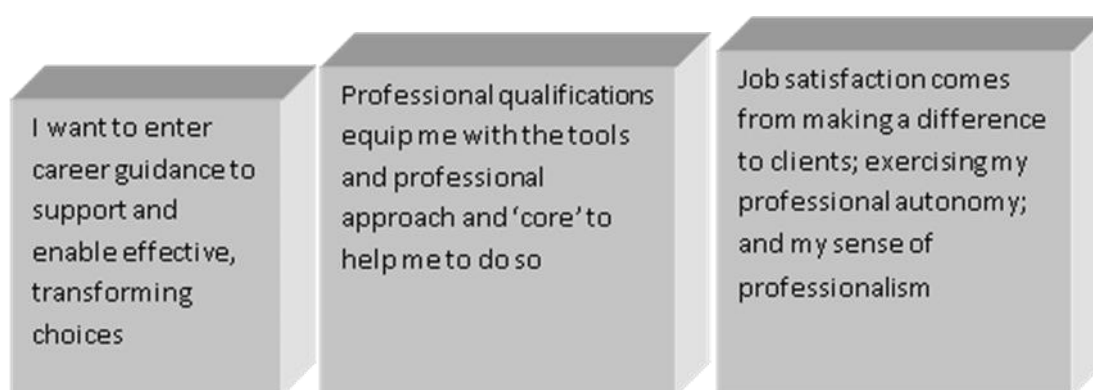 I want to enter
career guidance to
support and
enable effective,
transforming
choices
Professional qualifications
equip me with the tools
and professional
approach and ‘core’ to
help me to do so
Job satisfaction comes
from making a difference
to clients; exercising my
professional autonomy;
and my sense of
professionalism